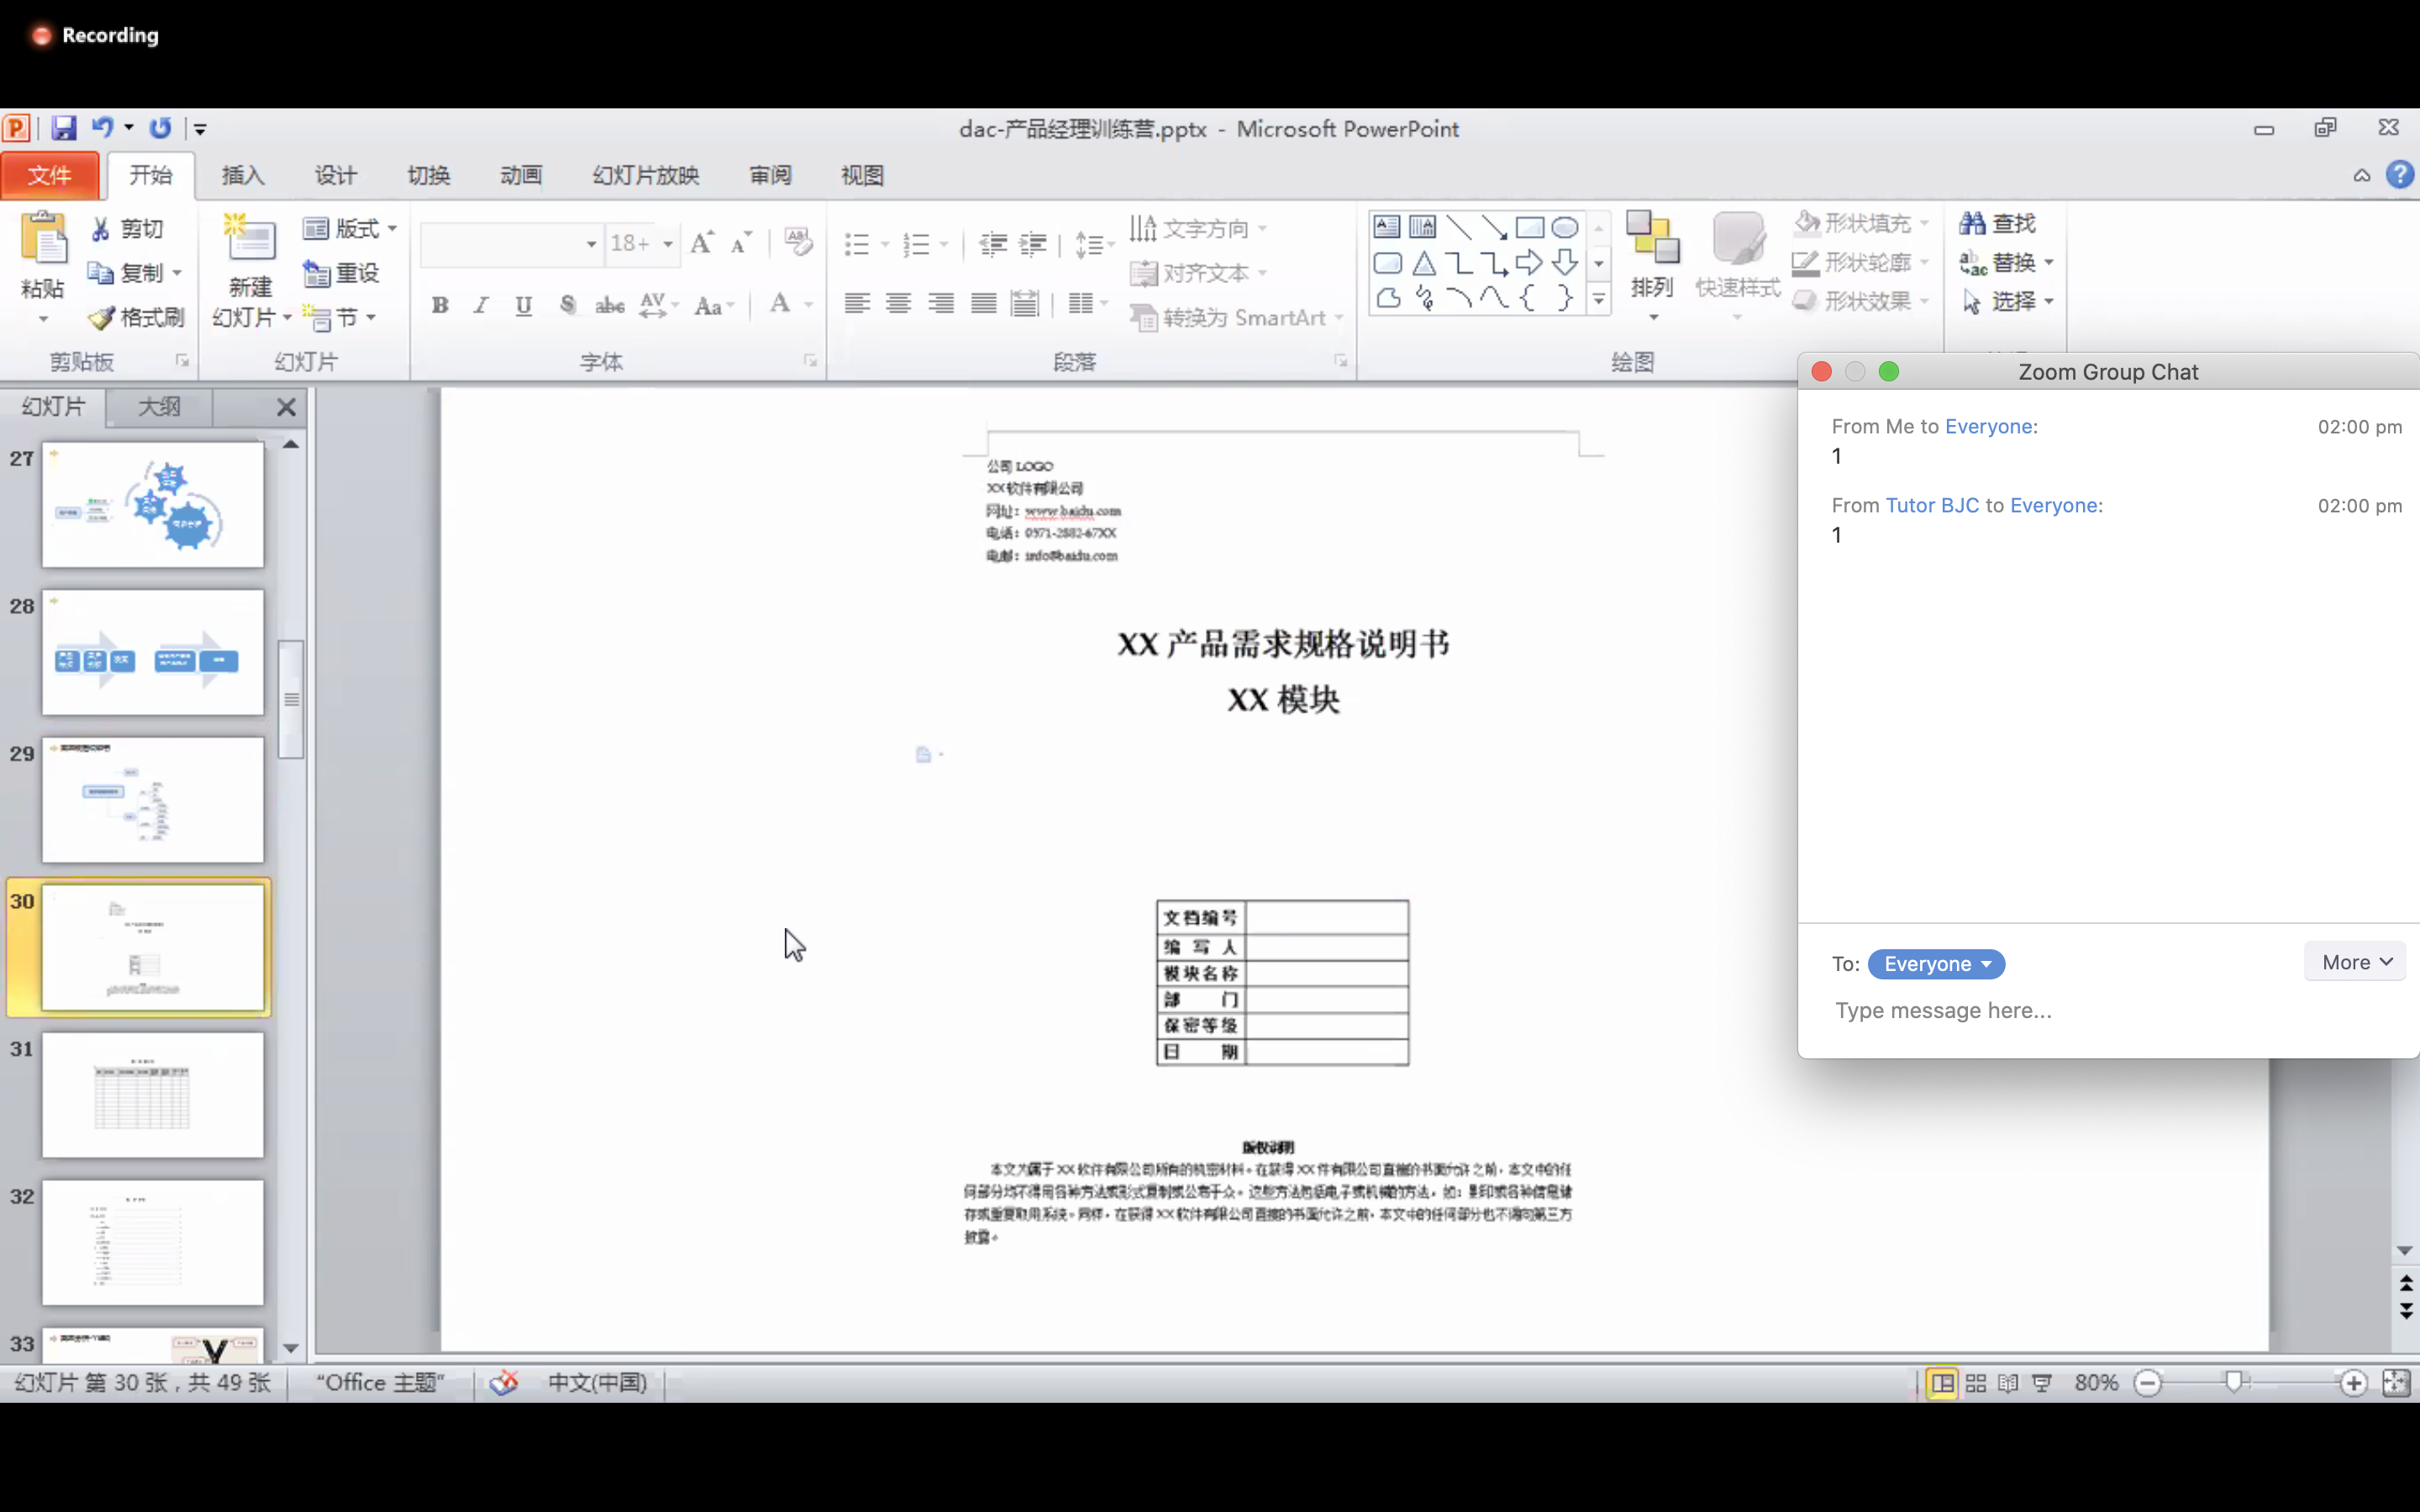 Recording
dac-产品经理训练营.pptx - Microsoft PowerPoint
文件 开始 插入 设计 切换 动画 幻灯片放映 审阅 视图
粘贴 剪切 复制 格式刷
剪贴板
新建 幻灯片 版式 重设 节
幻灯片
18+
字体
文字方向
对齐文本
转换为 SmartArt
段落
排列 快速样式
形状填充
形状轮廓
形状效果
绘图
查找
替换
选择
幻灯片 大纲
27
28
29
30
31
32
33
公司 LOGO
XX软件有限公司
网址：www.baidu.com
电话：0571-2882-67XX
电邮：info@baidu.com
XX 产品需求规格说明书
XX 模块
文档编号
编写人
模块名称
部门
保密等级
日期
版权声明
本文为属于 XX 软件有限公司所有的机密材料。在获得 XX 件有限公司直接的书面允许之前，本文中的任
何部分均不得用各种方法或形式复制或公布于众。这些方法包括电子或机械的方法，如：影印或各种信息储
存或重复取用系统。同样，在获得 XX 软件有限公司直接的书面允许之前，本文中的任何部分也不得向第三方
披露。
Zoom Group Chat
From Me to Everyone: 02:00 pm
1
From Tutor BJC to Everyone: 02:00 pm
1
To: Everyone More
Type message here...
幻灯片 第 30 张，共 49 张 “Office 主题” 中文(中国) 80%